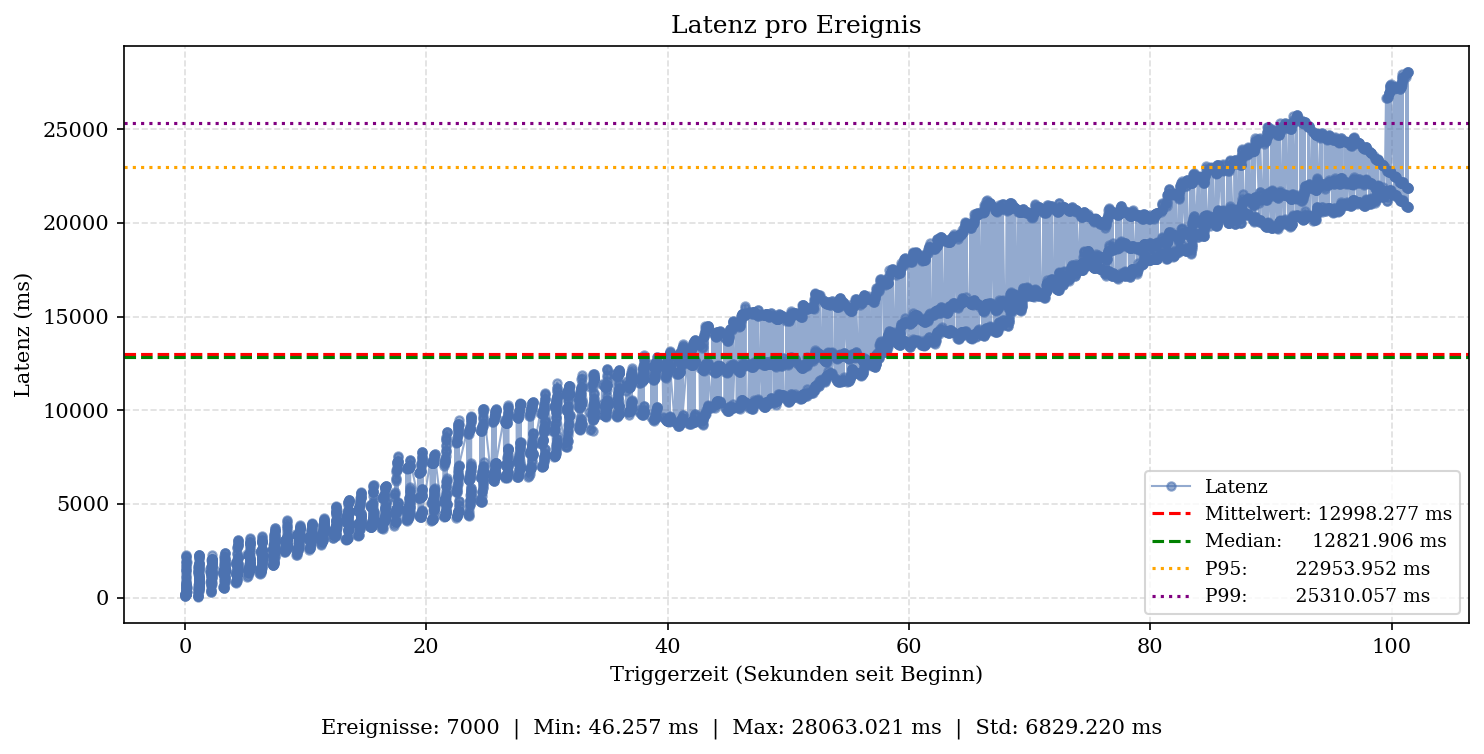 Latenz pro Ereignis
Latenz (ms)
25000
20000
15000
10000
5000
0
0 20 40 60 80 100
Triggerzeit (Sekunden seit Beginn)
Latenz
Mittelwert: 12998.277 ms
Median: 12821.906 ms
P95: 22953.952 ms
P99: 25310.057 ms
Ereignisse: 7000 | Min: 46.257 ms | Max: 28063.021 ms | Std: 6829.220 ms